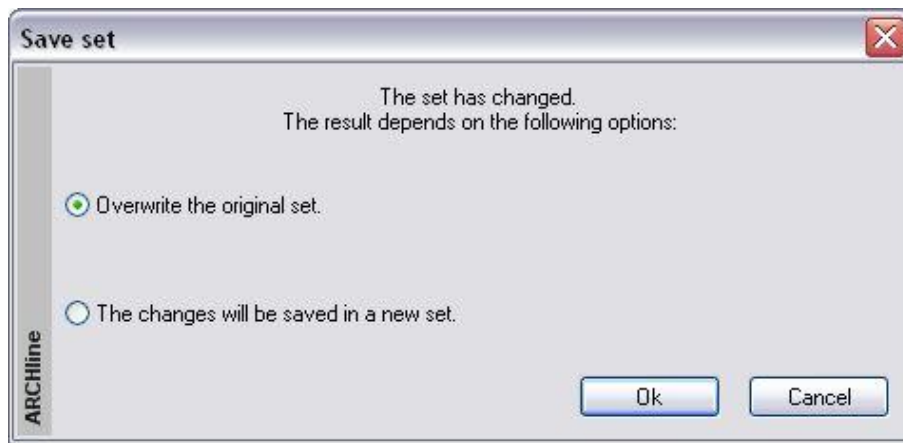 Save set
The set has changed.
The result depends on the following options:
Overwrite the original set.
The changes will be saved in a new set.
ARCHline
Ok
Cancel